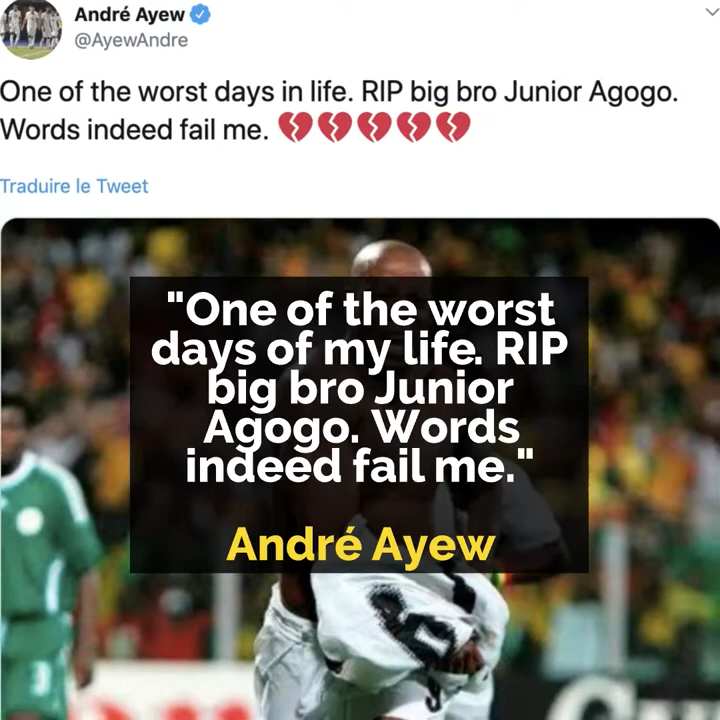 André Ayew
@AyewAndre
One of the worst days in life. RIP big bro Junior Agogo.
Words indeed fail me. 💔💔💔💔💔
Traduire le Tweet
"One of the worst
days of my life. RIP
big bro Junior
Agogo. Words
indeed fail me."
André Ayew